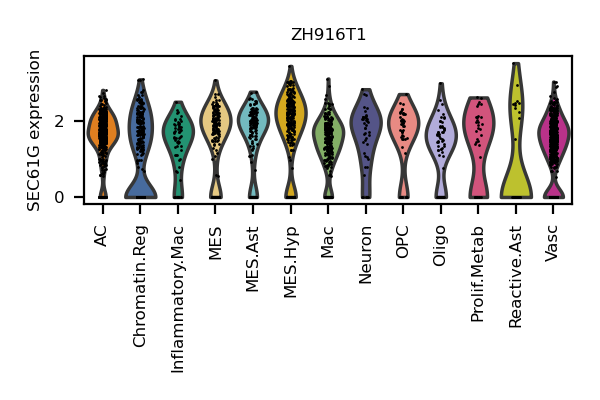 ZH916T1
SEC61G expression
2
0
AC
Chromatin.Reg
Inflammatory.Mac
MES
MES.Ast
MES.Hyp
Mac
Neuron
OPC
Oligo
Prolif.Metab
Reactive.Ast
Vasc